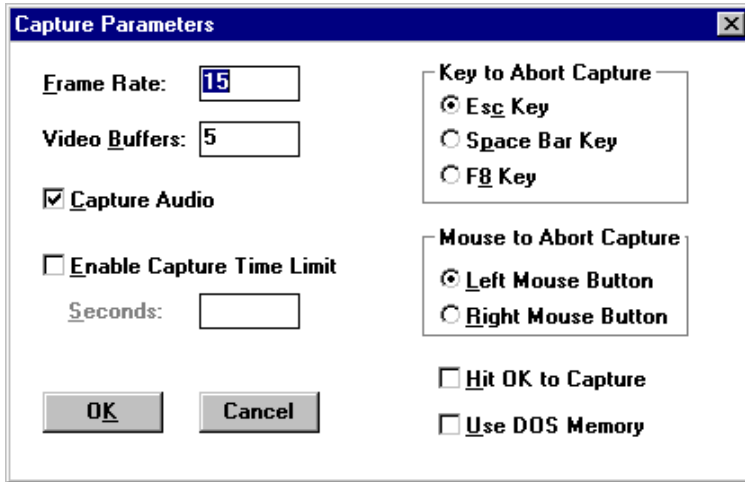 Capture Parameters
Frame Rate: 15
Video Buffers: 5
Capture Audio
Enable Capture Time Limit
Seconds:
OK
Cancel
Key to Abort Capture
Esc Key
Space Bar Key
F8 Key
Mouse to Abort Capture
Left Mouse Button
Right Mouse Button
Hit OK to Capture
Use DOS Memory